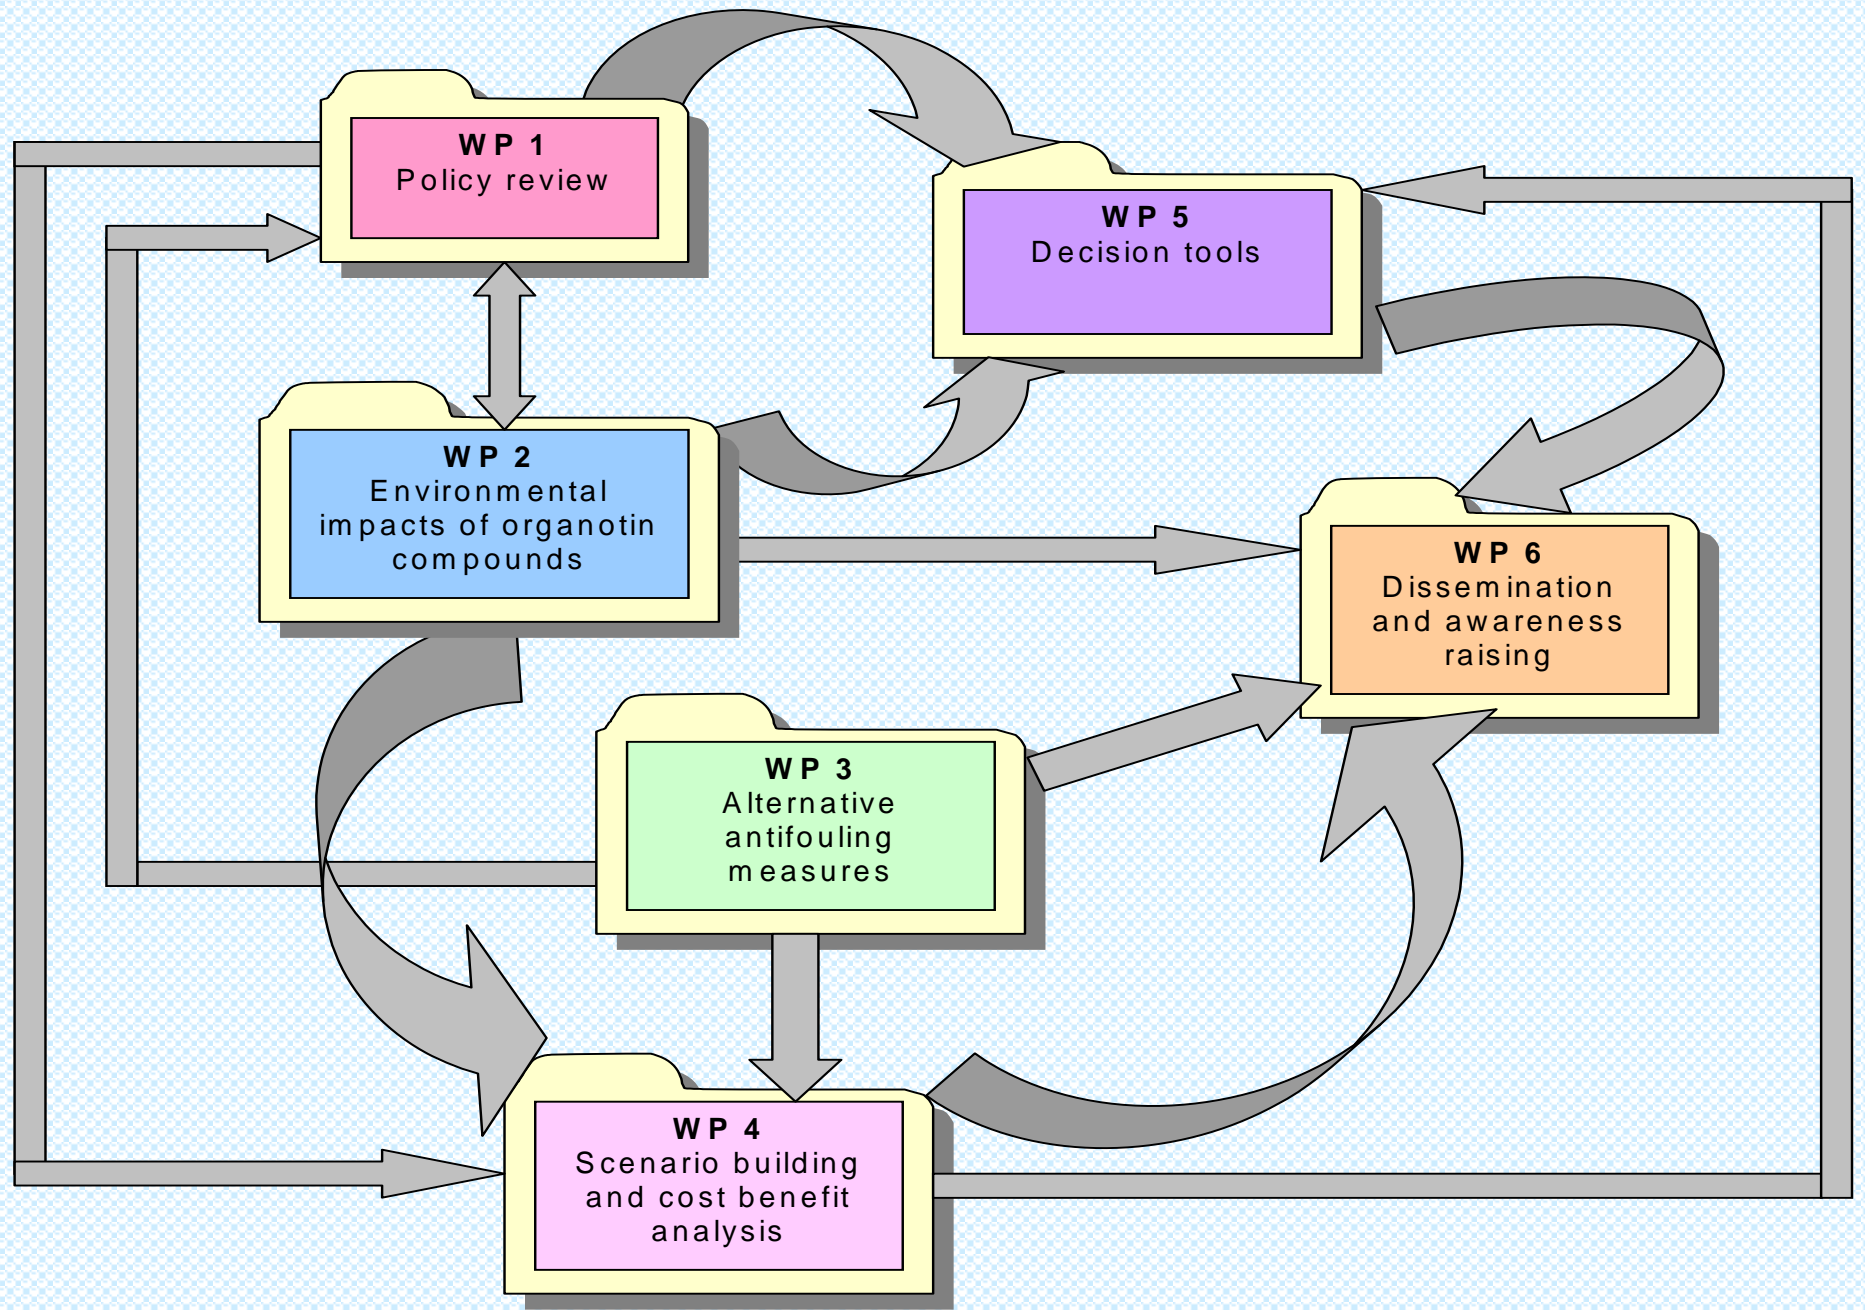 WP 1
Policy review
WP 5
Decision tools
WP 2
Environmental
impacts of organotin
compounds
WP 6
Dissemination
and awareness
raising
WP 3
Alternative
antifouling
measures
WP 4
Scenario building
and cost benefit
analysis